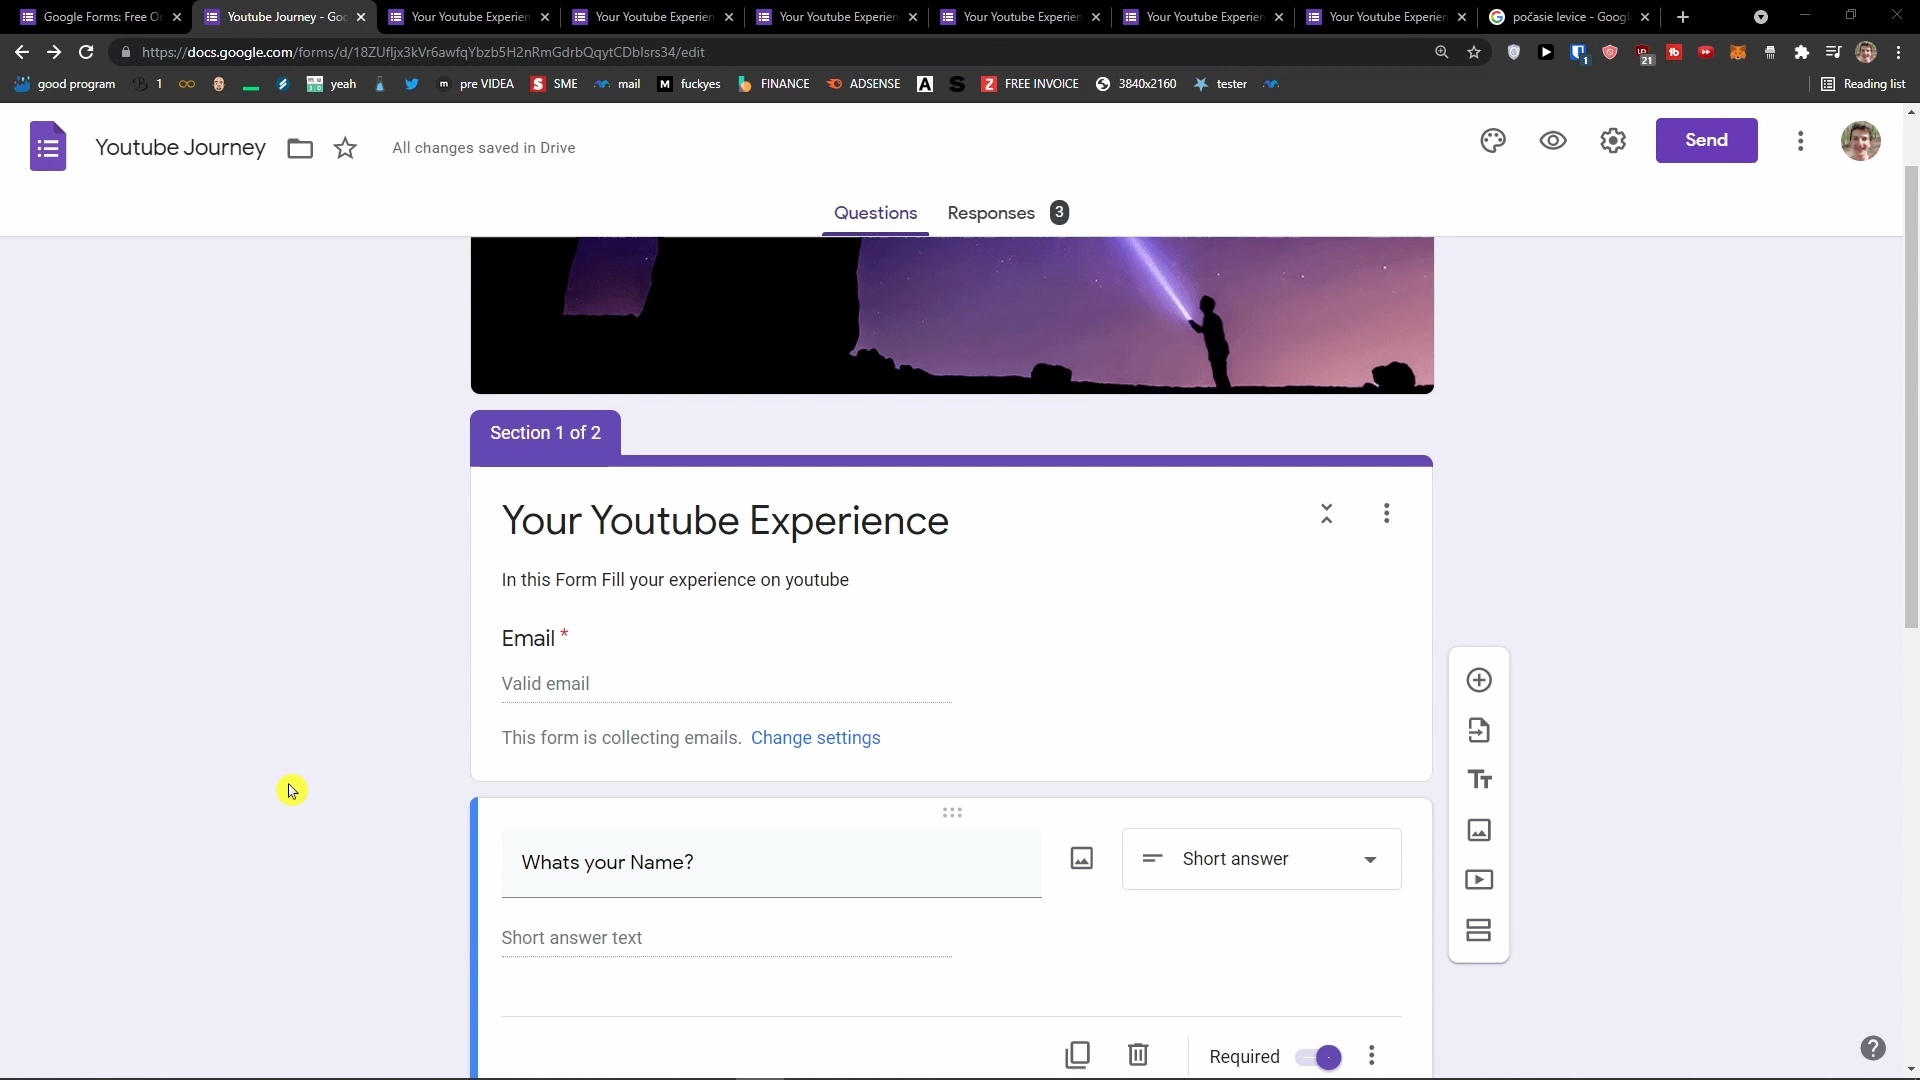 Google Forms: Free O
Youtube Journey - Goo
Your Youtube Experien
Your Youtube Experien
Your Youtube Experien
Your Youtube Experien
Your Youtube Experien
Your Youtube Experien
počasie levice - Googl
https://docs.google.com/forms/d/18ZUfljx3kVr6awfqYbzb5H2nRmGdrbQqytCDblsrs34/edit
1
21
good program
1
yeah
pre VIDEA
SME
mail
fuckyes
FINANCE
ADSENSE
FREE INVOICE
3840x2160
tester
Reading list
Youtube Journey
All changes saved in Drive
Send
Questions
Responses 3
Section 1 of 2
Your Youtube Experience
In this Form Fill your experience on youtube
Email *
Valid email
This form is collecting emails. Change settings
Whats your Name?
Short answer
Short answer text
Required